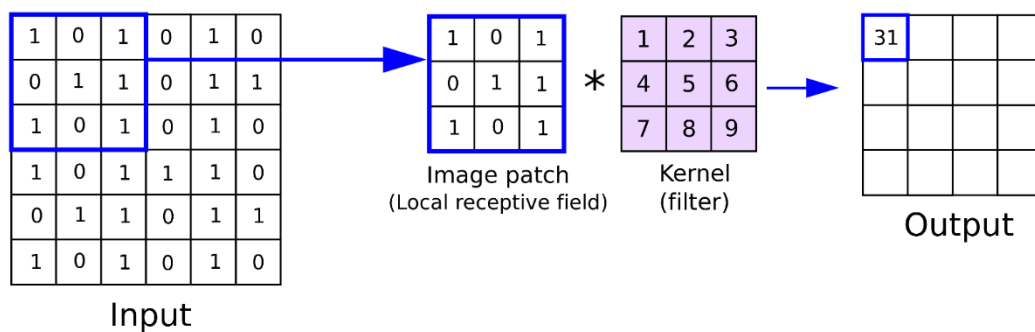 1 0 1 0 1 0
0 1 1 0 1 1
1 0 1 0 1 0
1 0 1 1 1 0
0 1 1 0 1 1
1 0 1 0 1 0
Input
1 0 1
0 1 1
1 0 1
Image patch
(Local receptive field)
*
1 2 3
4 5 6
7 8 9
Kernel
(filter)
31
Output